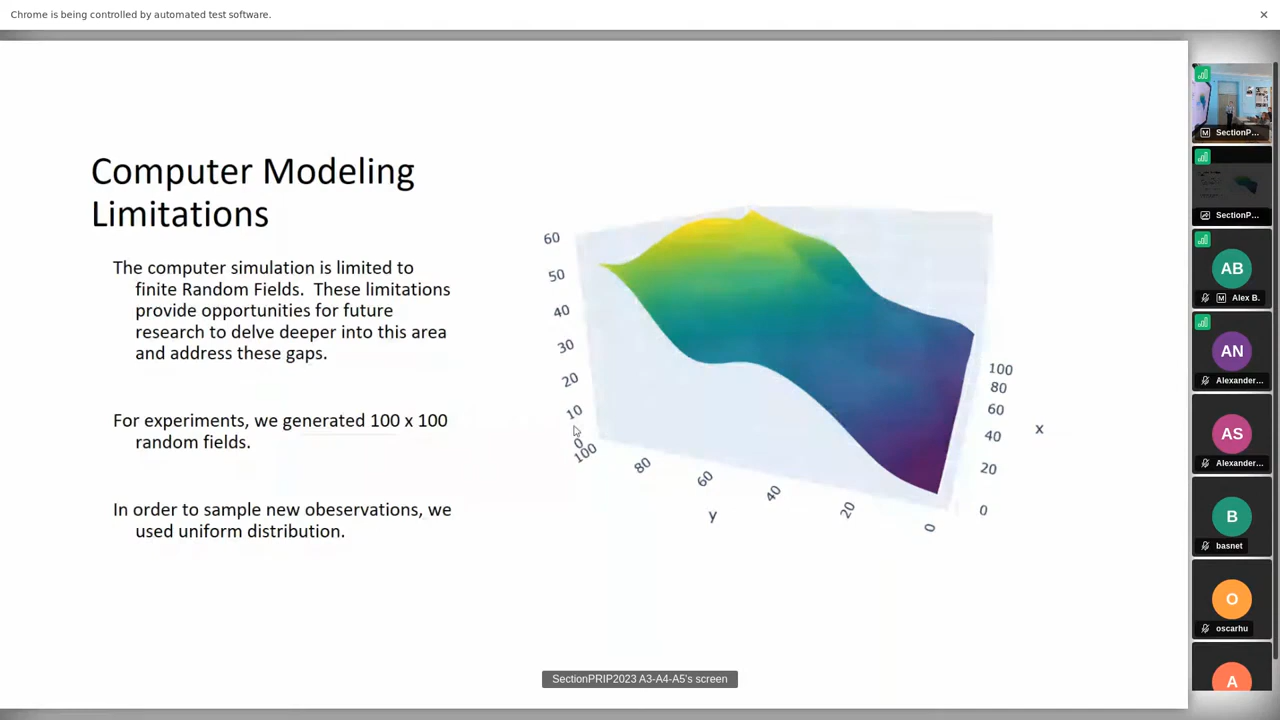 Chrome is being controlled by automated test software.
Computer Modeling
Limitations
The computer simulation is limited to
finite Random Fields. These limitations
provide opportunities for future
research to delve deeper into this area
and address these gaps.
For experiments, we generated 100 x 100
random fields.
In order to sample new obeservations, we
used uniform distribution.
60
50
40
30
20
10
0
100
80
60
40
20
0
y
100
80
60
40
20
0
x
SectionPRIP2023 A3-A4-A5's screen
M SectionP...
SectionP...
AB
M Alex B.
AN
Alexander...
AS
Alexander...
B
basnet
O
oscarhu
A